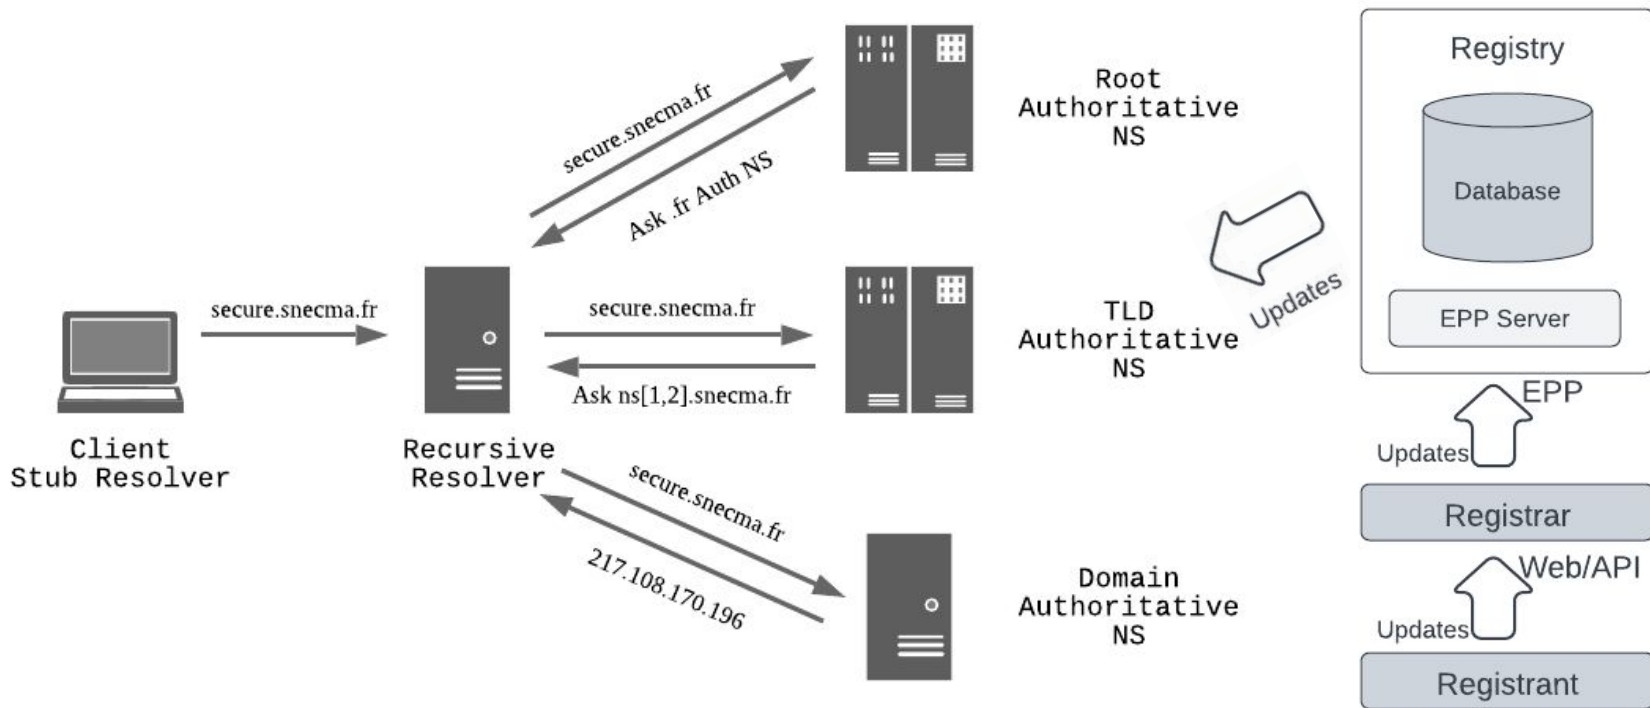 secure.snecma.fr
Ask .fr Auth NS
Root
Authoritative
NS
secure.snecma.fr
secure.snecma.fr
Ask ns[1,2].snecma.fr
TLD
Authoritative
NS
Client
Stub Resolver
Recursive
Resolver
secure.snecma.fr
217.108.170.196
Domain
Authoritative
NS
Updates
Registry
Database
EPP Server
EPP
Updates
Registrar
Web/API
Updates
Registrant